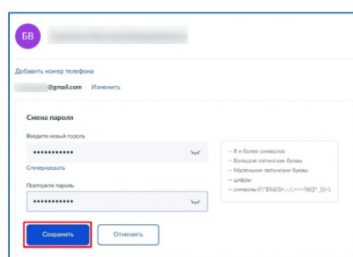 БВ
Добавить номер телефона
@gmail.com Изменить
Смена пароля
Введите новый пароль
•••••••••••
Сгенерировать
Повторите пароль
•••••••••••
— 8 и более символов
— Большие латинские буквы
— Маленькие латинские буквы
— цифры
— символы
Сохранить
Отменить